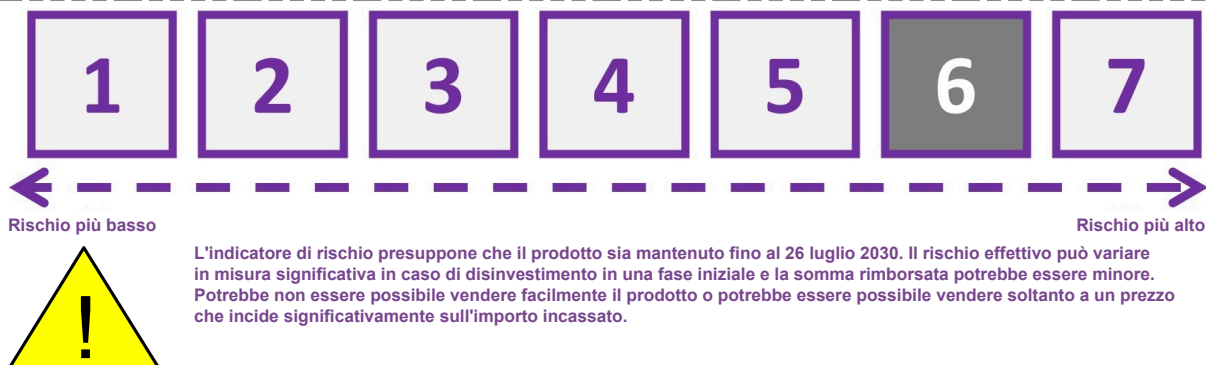 1 2 3 4 5 6 7
Rischio più basso Rischio più alto
L'indicatore di rischio presuppone che il prodotto sia mantenuto fino al 26 luglio 2030. Il rischio effettivo può variare
in misura significativa in caso di disinvestimento in una fase iniziale e la somma rimborsata potrebbe essere minore.
Potrebbe non essere possibile vendere facilmente il prodotto o potrebbe essere possibile vendere soltanto a un prezzo
che incide significativamente sull'importo incassato.
!